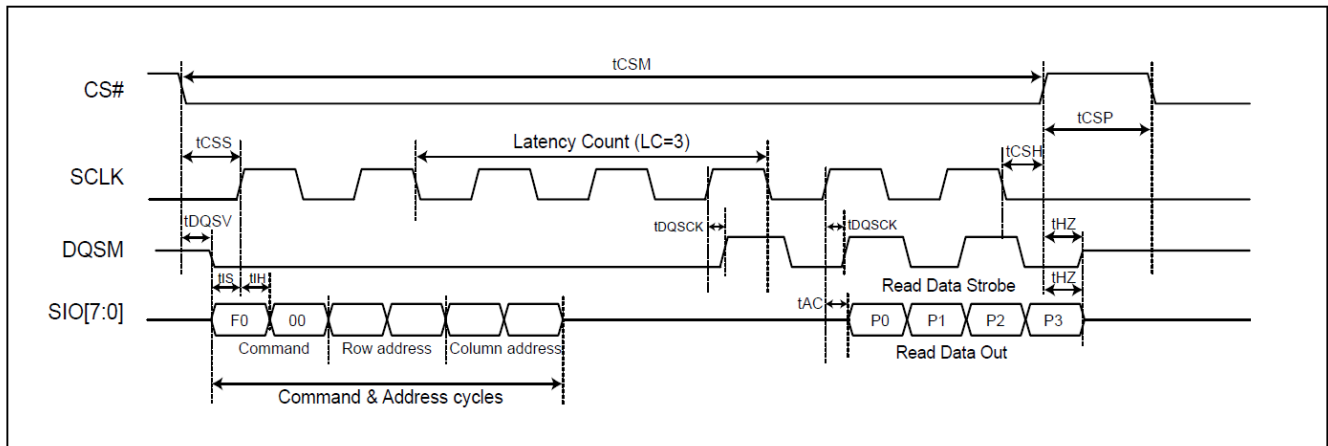 tCSM
CS#
tCSP
tCSS
Latency Count (LC=3)
tCSH
SCLK
tDQSV
tDQSCK
tDQSCK
tHZ
DQSM
tIS
tIH
Read Data Strobe
tHZ
tAC
SIO[7:0]
F0
00
P0
P1
P2
P3
Command
Row address
Column address
Read Data Out
Command & Address cycles